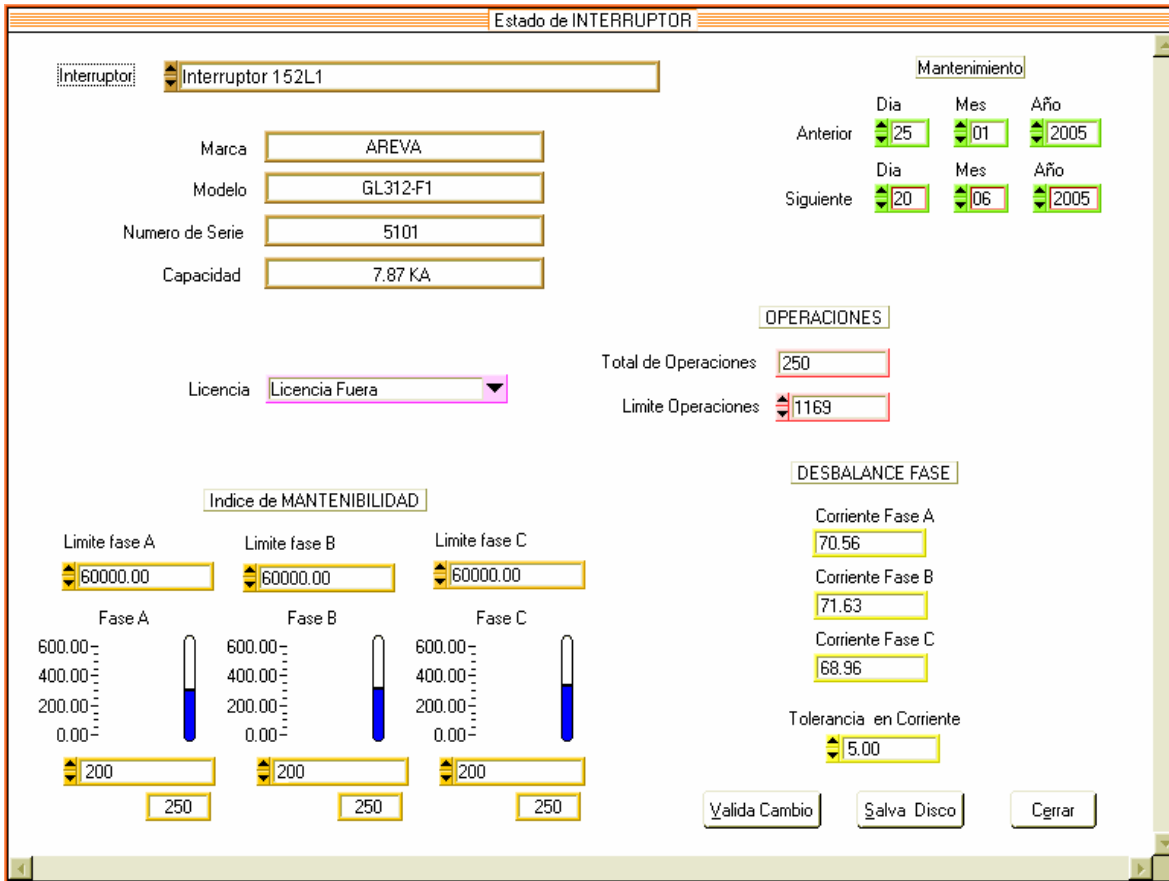 Estado de INTERRUPTOR
Interruptor
Interruptor 152L1
Marca
AREVA
Modelo
GL312-F1
Numero de Serie
5101
Capacidad
7.87 KA
Mantenimiento
Dia Mes Año
Anterior 25 01 2005
Dia Mes Año
Siguiente 20 06 2005
Licencia
Licencia Fuera
OPERACIONES
Total de Operaciones 250
Limite Operaciones 1169
Indice de MANTENIBILIDAD
Limite fase A Limite fase B Limite fase C
60000.00 60000.00 60000.00
Fase A Fase B Fase C
600.00 600.00 600.00
400.00 400.00 400.00
200.00 200.00 200.00
0.00 0.00 0.00
200 200 200
250 250 250
DESBALANCE FASE
Corriente Fase A
70.56
Corriente Fase B
71.63
Corriente Fase C
68.96
Tolerancia en Corriente
5.00
Valida Cambio Salva Disco Cerrar